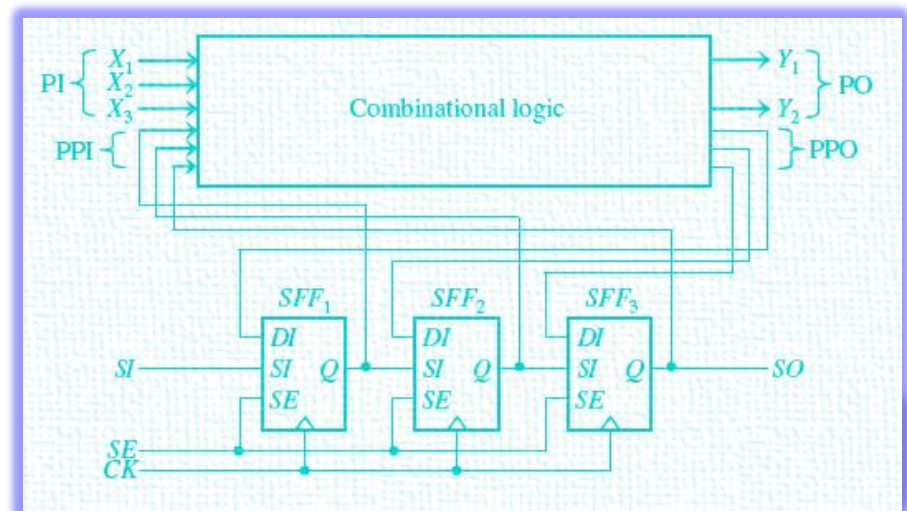 X₁ Y₁
PI { X₂ } PO
X₃ Y₂
Combinational logic
PPI { } PPO
SFF₁ SFF₂ SFF₃
DI DI DI
SI SI Q SI Q SI Q SO
SE SE SE
SE
CK